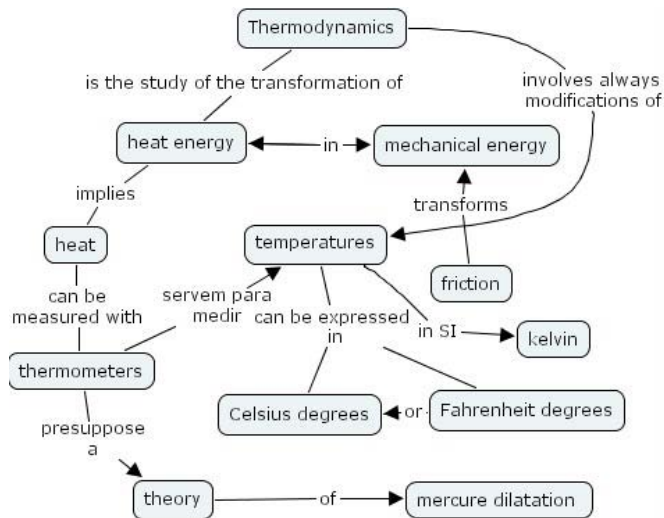 Thermodynamics
is the study of the transformation of
involves always
modifications of
heat energy
in
mechanical energy
implies
transforms
heat
temperatures
friction
can be
measured with
servem para
medir
can be expressed
in
in SI
kelvin
thermometers
Celsius degrees
or
Fahrenheit degrees
presuppose
a
theory
of
mercure dilatation